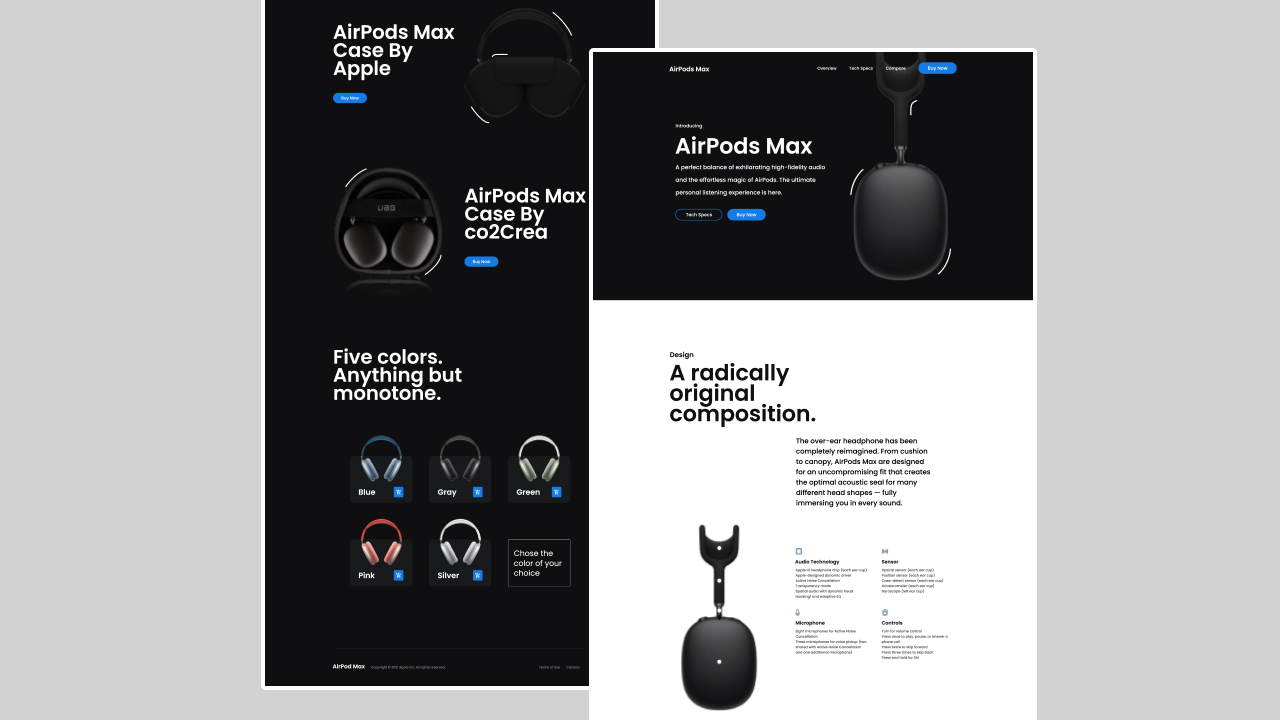 AirPods Max
Case By
Apple
Buy Now
UAG
AirPods Max
Case By
co2Crea
Buy Now
Five colors.
Anything but
monotone.
Blue
Gray
Green
Pink
Silver
Chose the
color of your
choice
AirPod Max
Copyright © 2021 Apple Inc. All rights reserved.
Terms of Use
AirPods Max
Overview
Tech Specs
Compare
Buy Now
Introducing
AirPods Max
A perfect balance of exhilarating high-fidelity audio
and the effortless magic of AirPods. The ultimate
personal listening experience is here.
Tech Specs
Buy Now
Design
A radically
original
composition.
The over-ear headphone has been
completely reimagined. From cushion
to canopy, AirPods Max are designed
for an uncompromising fit that creates
the optimal acoustic seal for many
different head shapes — fully
immersing you in every sound.
Audio Technology
Apple H1 headphone chip (each ear cup)
Apple-designed dynamic driver
Active Noise Cancellation
Transparency mode
Spatial audio with dynamic head
tracking1 and adaptive EQ
Sensor
Optical sensor (each ear cup)
Position sensor (each ear cup)
Case-detect sensor (each ear cup)
Accelerometer (each ear cup)
Gyroscope (left ear cup)
Microphone
Eight microphones for Active Noise
Cancellation
Three microphones for voice pickup (two
shared with Active Noise Cancellation
and one additional microphone)
Controls
Turn for volume control
Press once to play, pause, or answer a
phone call
Press twice to skip forward
Press three times to skip back
Press and hold for Siri